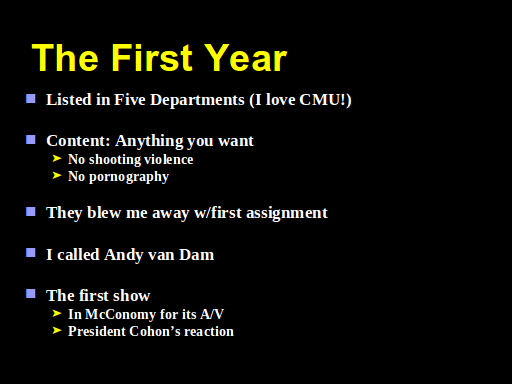 The First Year
Listed in Five Departments (I love CMU!)
Content: Anything you want
No shooting violence
No pornography
They blew me away w/first assignment
I called Andy van Dam
The first show
In McConomy for its A/V
President Cohon’s reaction